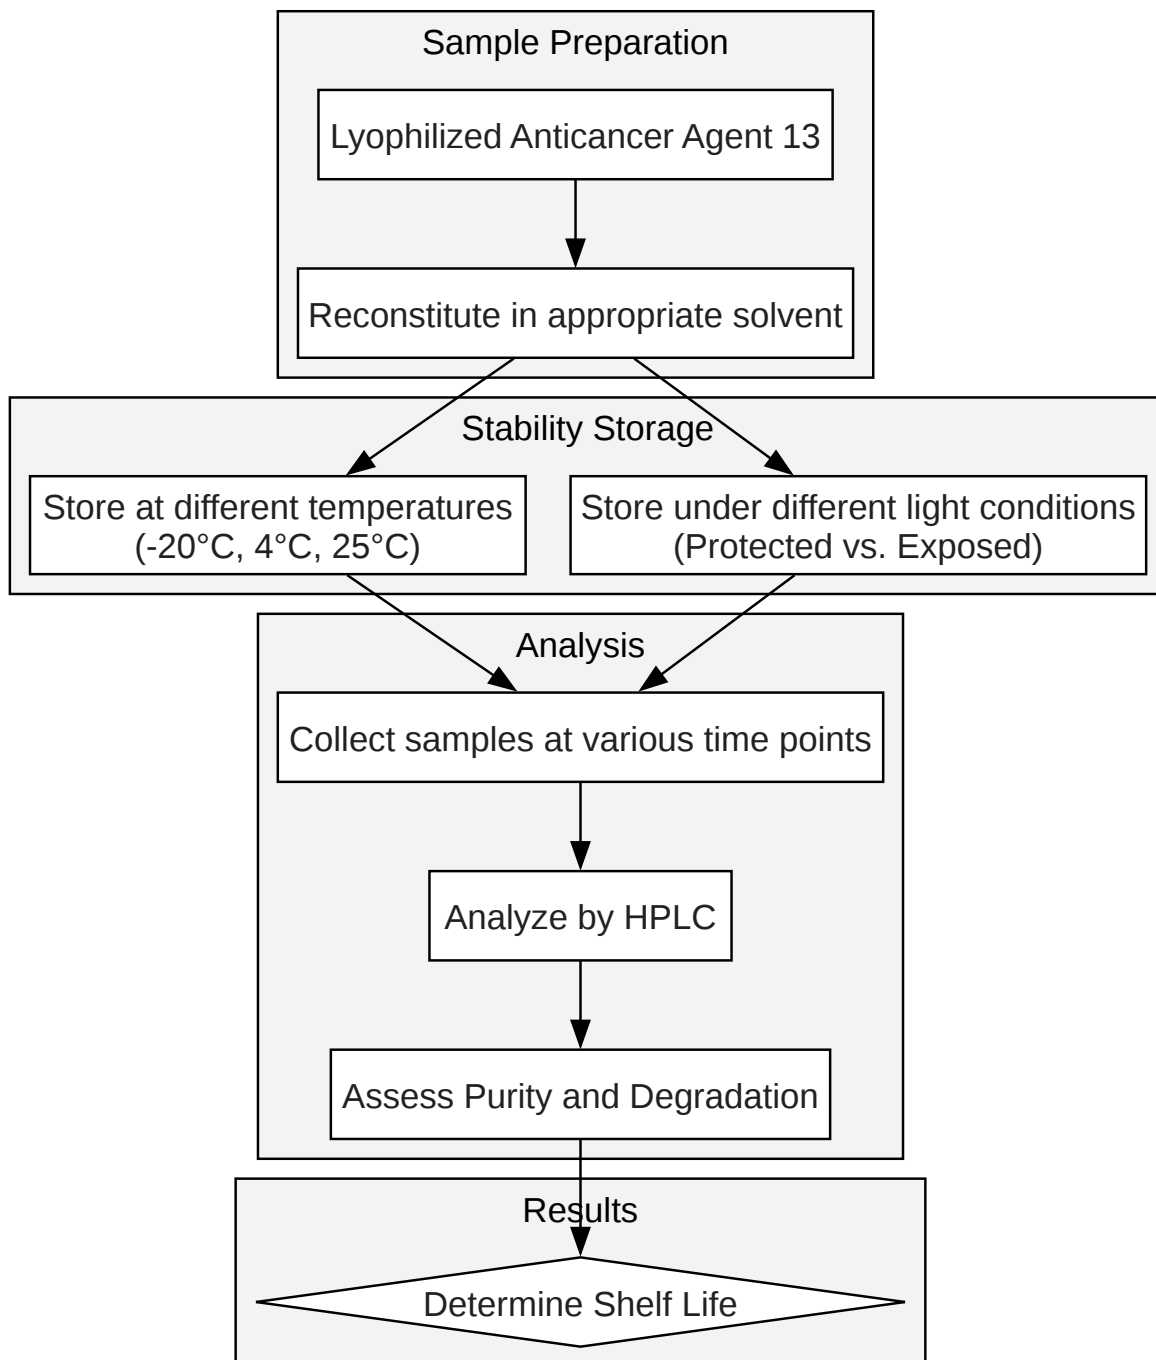 Sample Preparation
Lyophilized Anticancer Agent 13
Reconstitute in appropriate solvent
Stability Storage
Store at different temperatures
(-20°C, 4°C, 25°C)
Store under different light conditions
(Protected vs. Exposed)
Analysis
Collect samples at various time points
Analyze by HPLC
Assess Purity and Degradation
Results
Determine Shelf Life